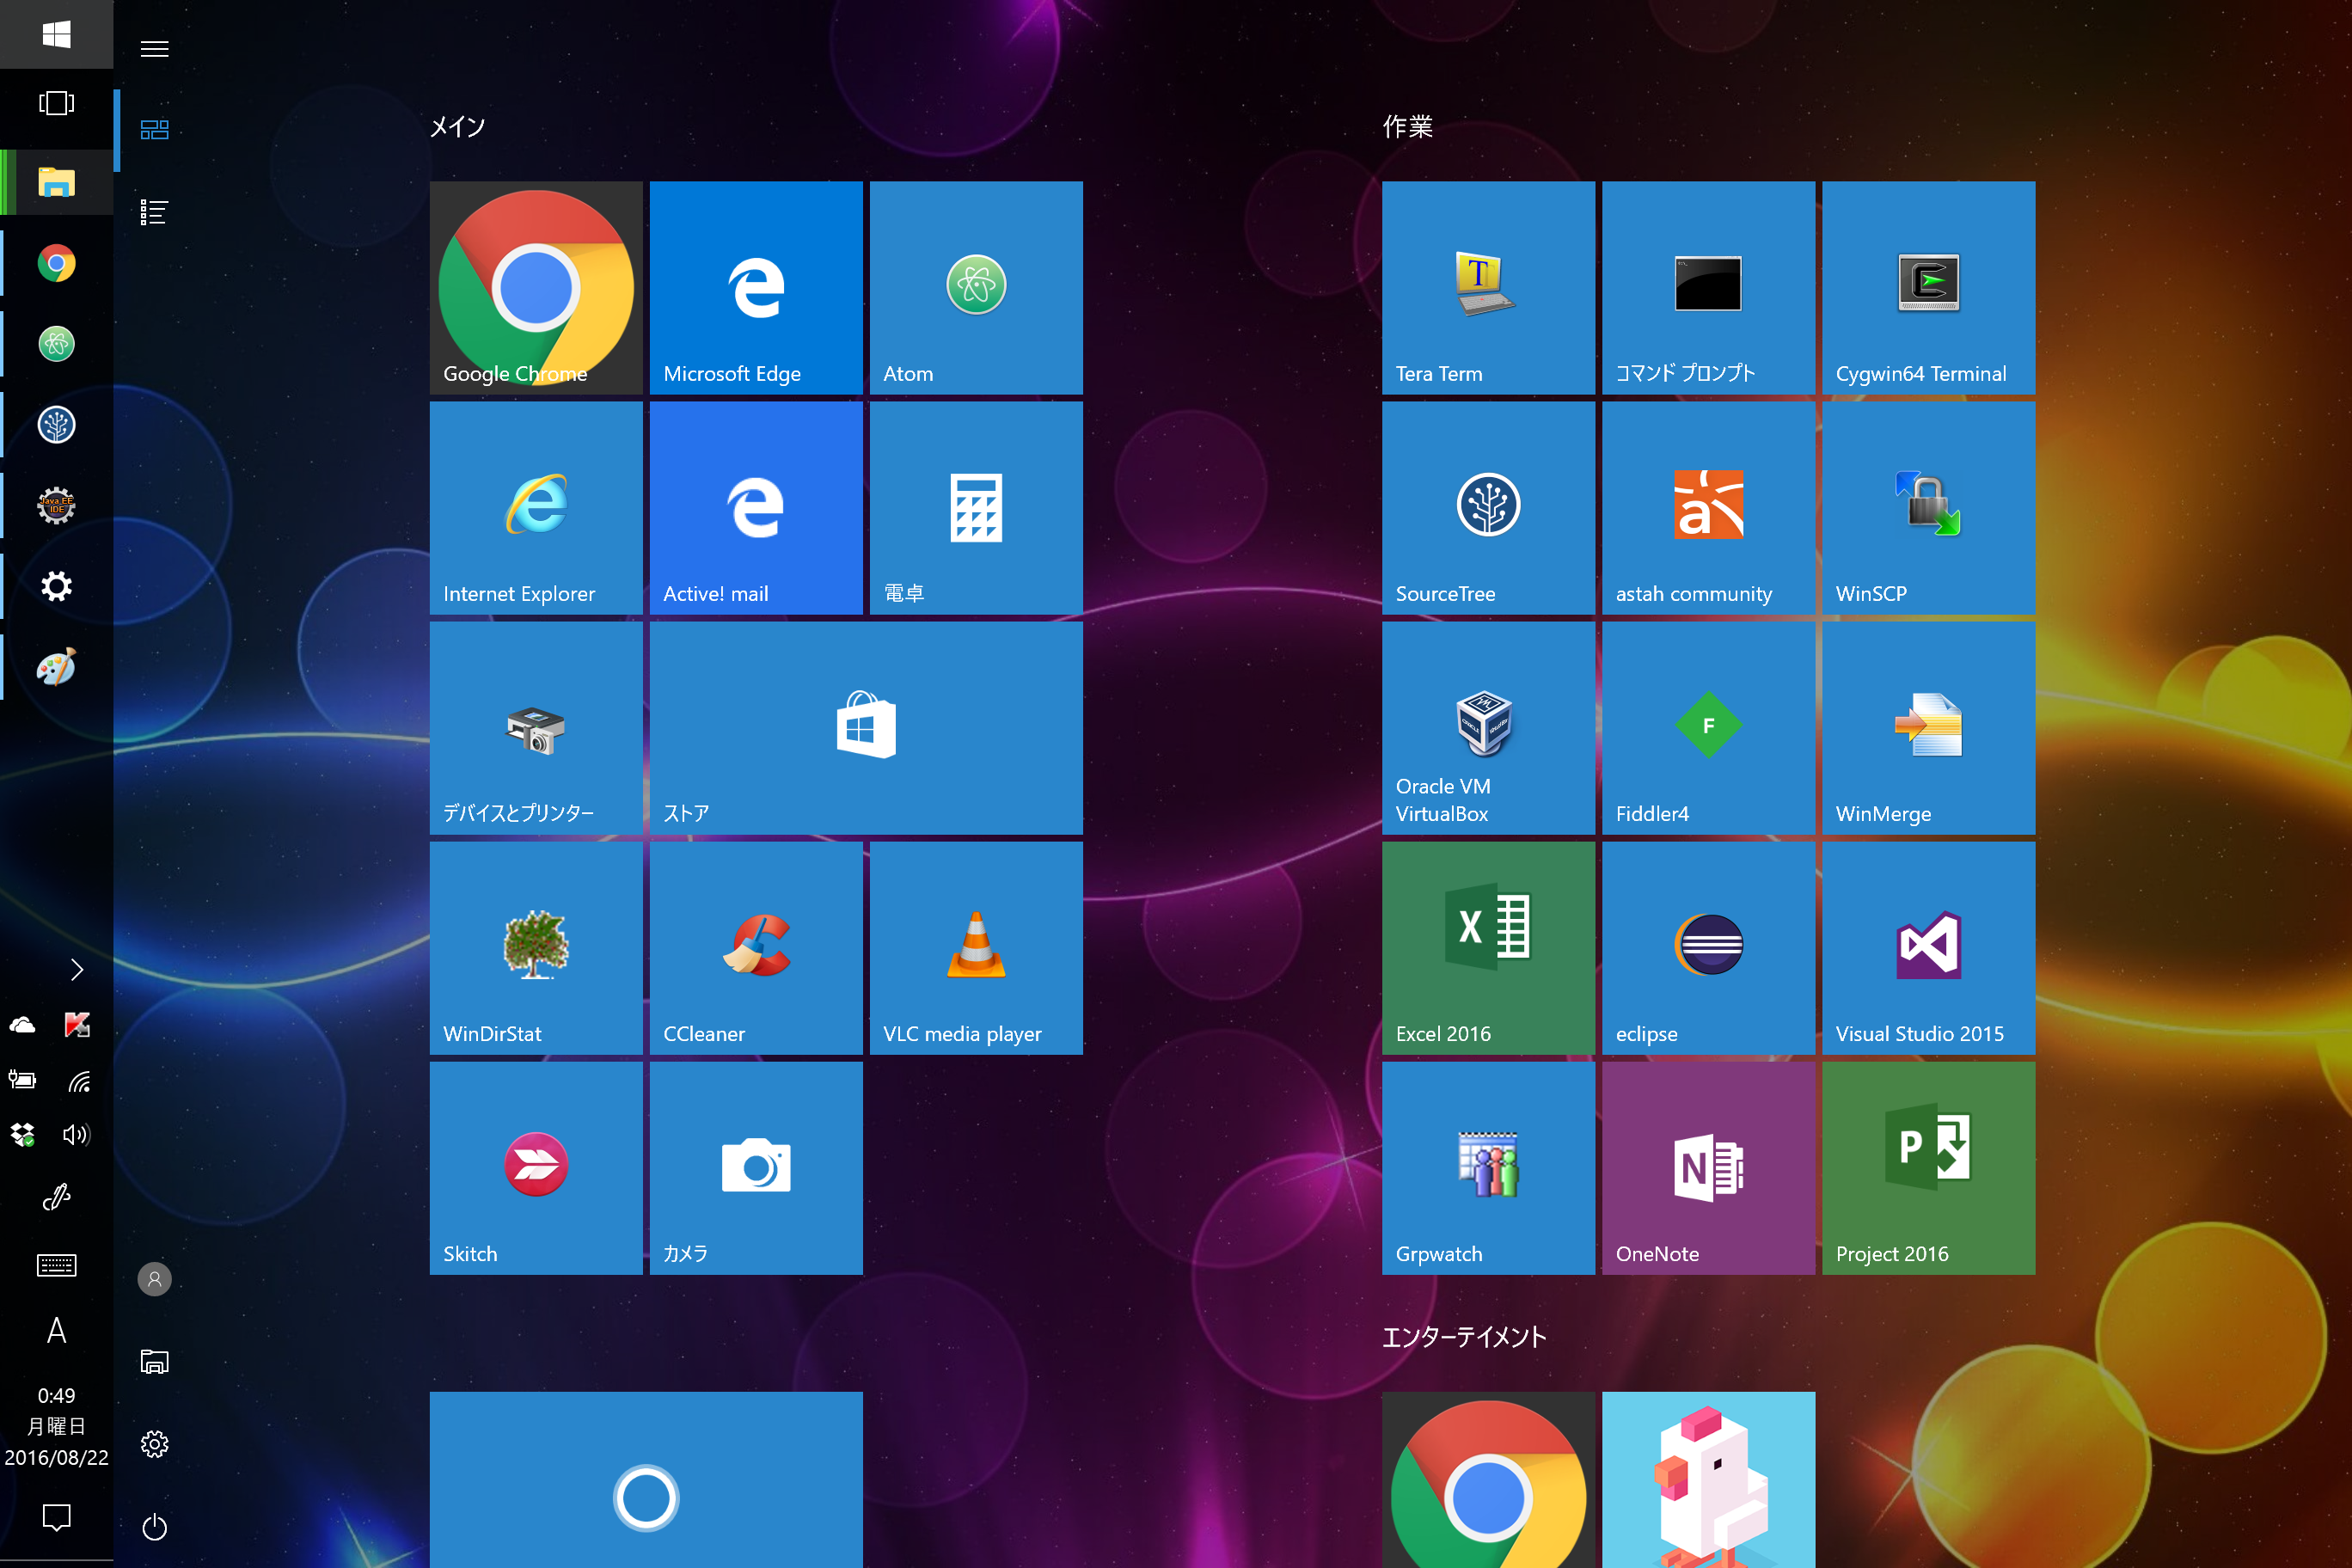 メイン
Google Chrome
Microsoft Edge
Atom
Internet Explorer
Active! mail
電卓
デバイスとプリンター
ストア
WinDirStat
CCleaner
VLC media player
Skitch
カメラ
作業
Tera Term
コマンド プロンプト
Cygwin64 Terminal
SourceTree
astah community
WinSCP
Oracle VM
VirtualBox
Fiddler4
WinMerge
Excel 2016
eclipse
Visual Studio 2015
Grpwatch
OneNote
Project 2016
エンターテイメント
Java EE
IDE
A
0:49
月曜日
2016/08/22